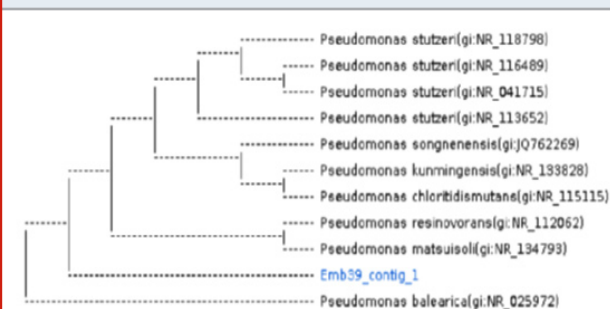 Pseudomonas stutzeri(gi:NR_118798)
Pseudomonas stutzeri(gi:NR_116489)
Pseudomonas stutzeri(gi:NR_041715)
Pseudomonas stutzeri(gi:NR_113652)
Pseudomonas songnenensis(gi:JQ762269)
Pseudomonas kunmingensis(gi:NR_133828)
Pseudomonas chloritidismutans(gi:NR_115115)
Pseudomonas resinovorans(gi:NR_112062)
Pseudomonas matsuisoli(gi:NR_134793)
Emb39_contig_1
Pseudomonas balearica(gi:NR_025972)